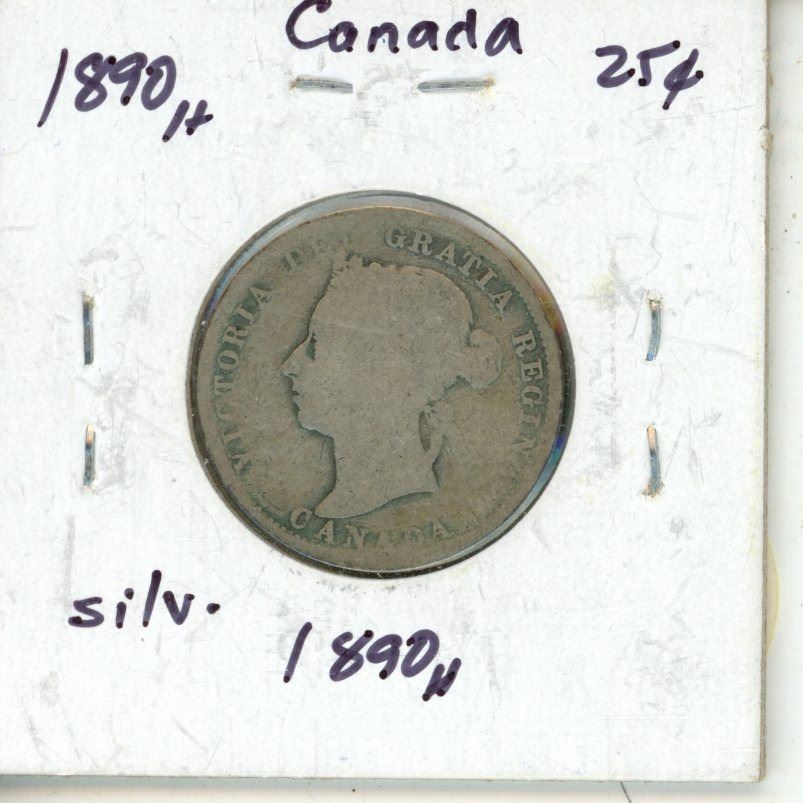 Canada
1890H 25¢
VICTORIA DEI GRATIA REGINA
CANADA
silv.
1890H